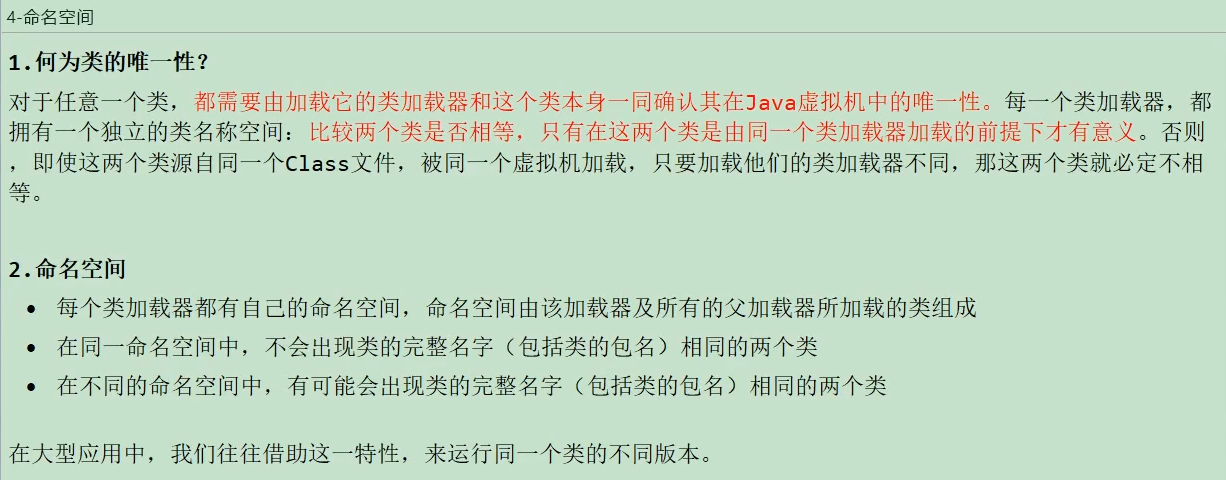 4-命名空间
1.何为类的唯一性？
对于任意一个类，都需要由加载它的类加载器和这个类本身一同确认其在Java虚拟机中的唯一性。每一个类加载器，都
拥有一个独立的类名称空间：比较两个类是否相等，只有在这两个类是由同一个类加载器加载的前提下才有意义。否则
，即使这两个类源自同一个Class文件，被同一个虚拟机加载，只要加载他们的类加载器不同，那这两个类就必定不相
等。
2.命名空间
• 每个类加载器都有自己的命名空间，命名空间由该加载器及所有的父加载器所加载的类组成
• 在同一命名空间中，不会出现类的完整名字（包括类的包名）相同的两个类
• 在不同的命名空间中，有可能会出现类的完整名字（包括类的包名）相同的两个类
在大型应用中，我们往往借助这一特性，来运行同一个类的不同版本。